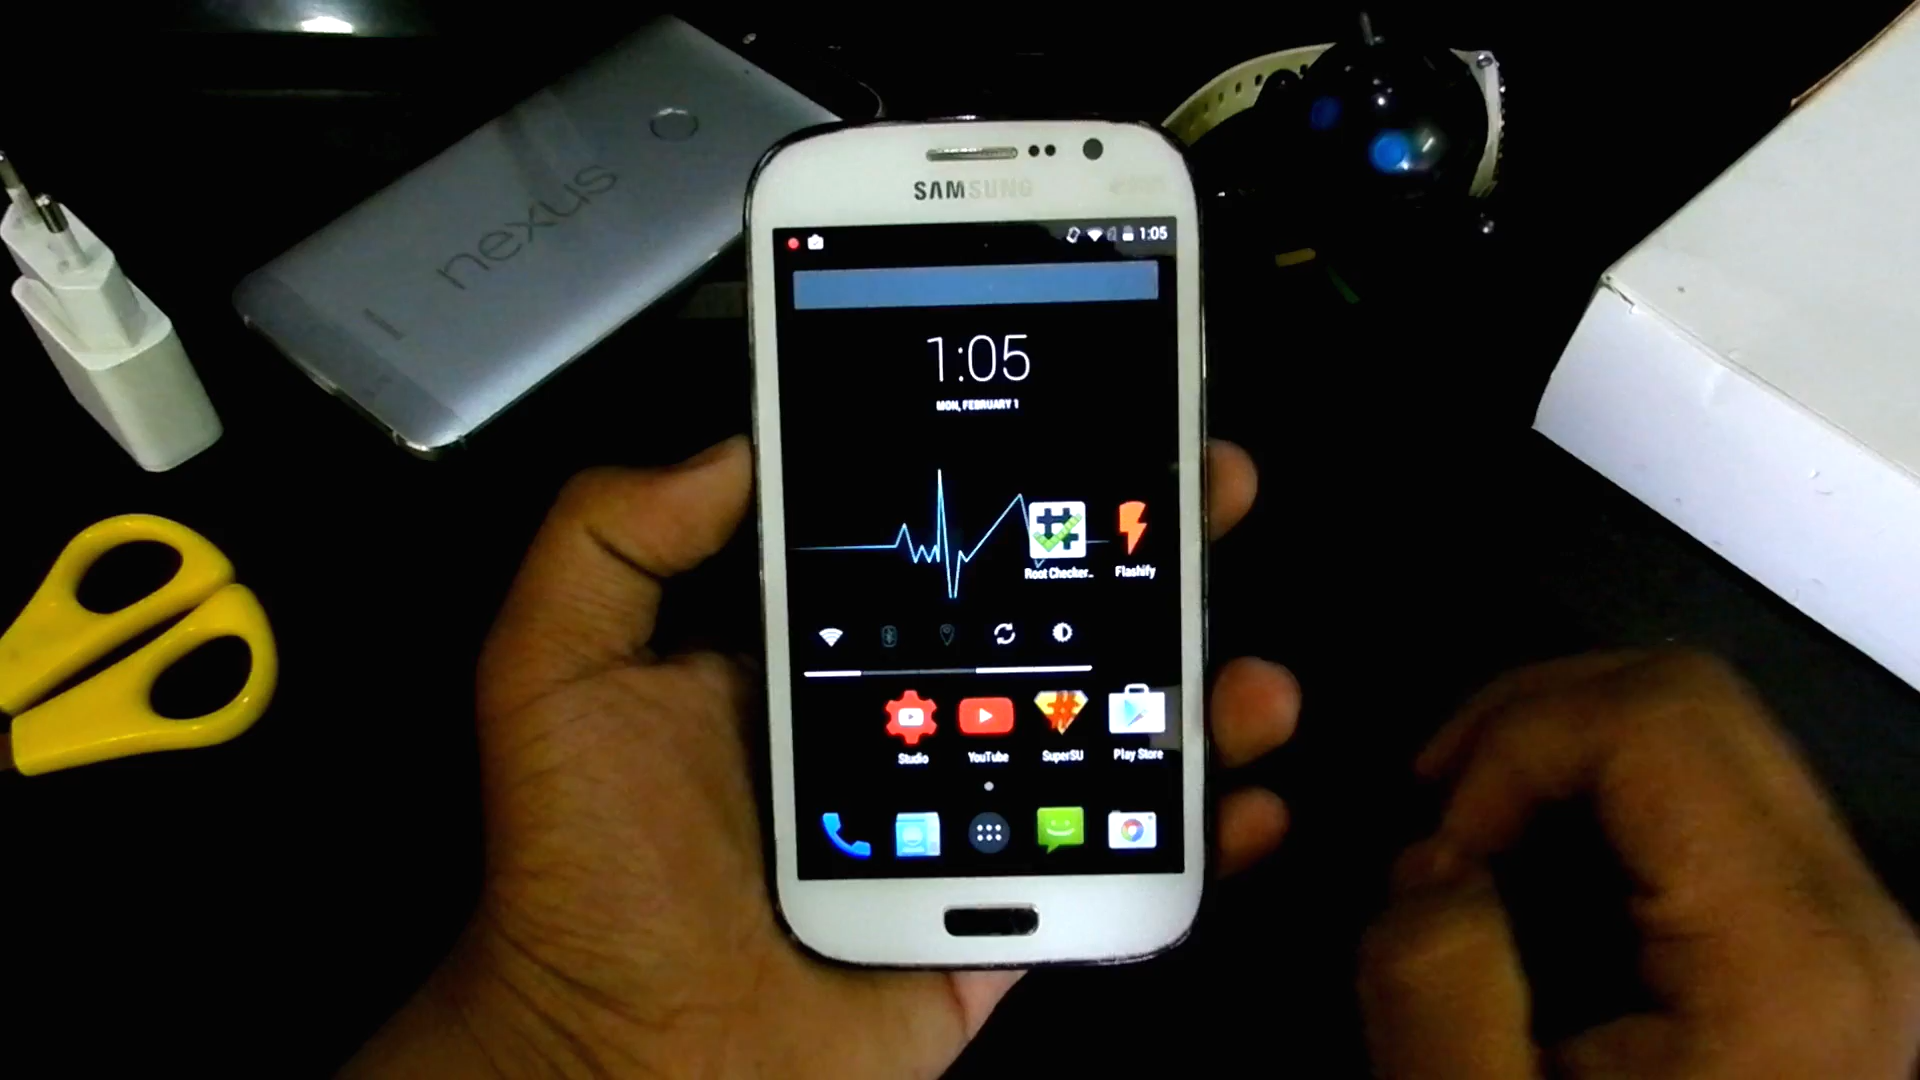 nexus
SAMSUNG
1:05
1:05
MON, FEBRUARY 1
Root Checker..
Flashify
Studio
YouTube
SuperSU
Play Store